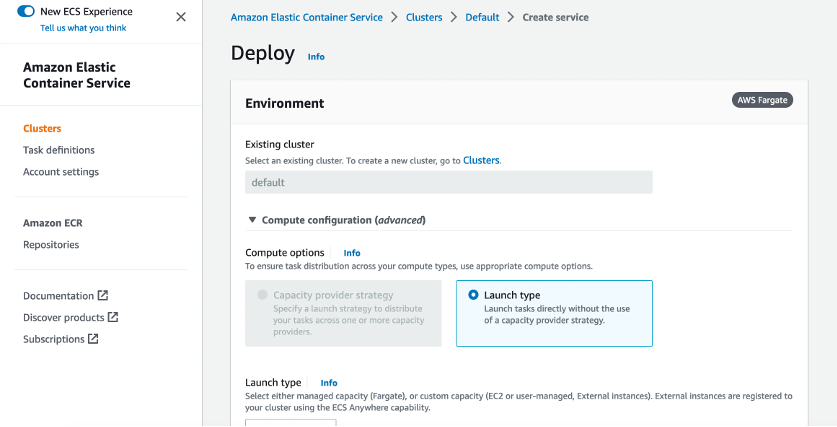 New ECS Experience
Tell us what you think
Amazon Elastic
Container Service
Clusters
Task definitions
Account settings
Amazon ECR
Repositories
Documentation
Discover products
Subscriptions
Amazon Elastic Container Service > Clusters > Default > Create service
Deploy Info
Environment
AWS Fargate
Existing cluster
Select an existing cluster. To create a new cluster, go to Clusters.
default
Compute configuration (advanced)
Compute options Info
To ensure task distribution across your compute types, use appropriate compute options.
Capacity provider strategy
Specify a launch strategy to distribute
your tasks across one or more capacity
providers.
Launch type
Launch tasks directly without the use
of a capacity provider strategy.
Launch type Info
Select either managed capacity (Fargate), or custom capacity (EC2 or user-managed, External instances). External instances are registered to
your cluster using the ECS Anywhere capability.